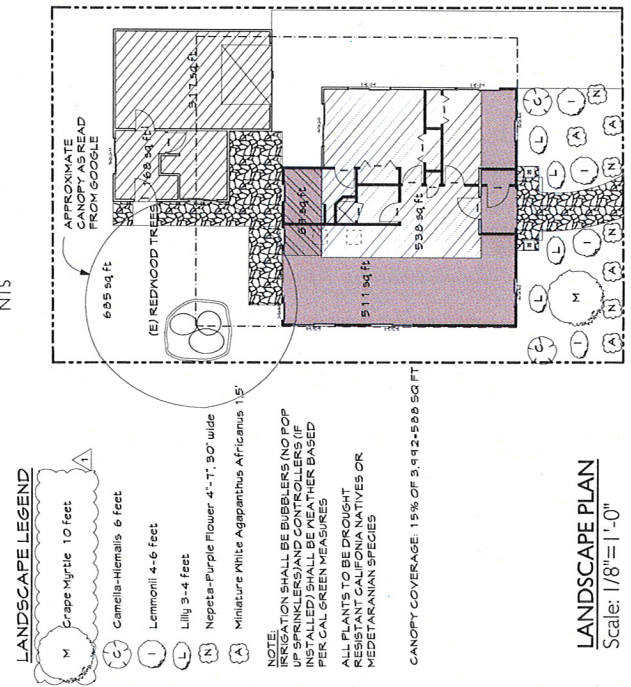 NTS
LANDSCAPE LEGEND
M Crape Myrtle 10 feet
1
C Camella-Hiemalis 6 feet
I Lemmonii 4-6 feet
L Lilly 3-4 feet
N Nepeta-Purple Flower 4"-7", 30" wide
A Miniature White Agapanthus Africanus 1.5'
NOTE:
IRRIGATION SHALL BE BUBBLERS (NO POP
UP SPRINKLERS) AND CONTROLLERS (IF
INSTALLED) SHALL BE WEATHER BASED
PER CAL GREEN MEASURES
ALL PLANTS TO BE DROUGHT
RESISTANT CALIFONIA NATIVES OR
MEDETARANIAN SPECIES
CANOPY COVERAGE: 15% OF 3,992=588 SQ FT
LANDSCAPE PLAN
Scale: 1/8"=1'-0"
APPROXIMATE
CANOPY AS READ
FROM GOOGLE
685 sq ft
(E) REDWOOD TREES
168 sq ft
317 sq ft
63 sq ft
538 sq ft
511 sq ft
C
I
N
L
A
L
I
N
A
L
I
N
L
M
A
C
I
N